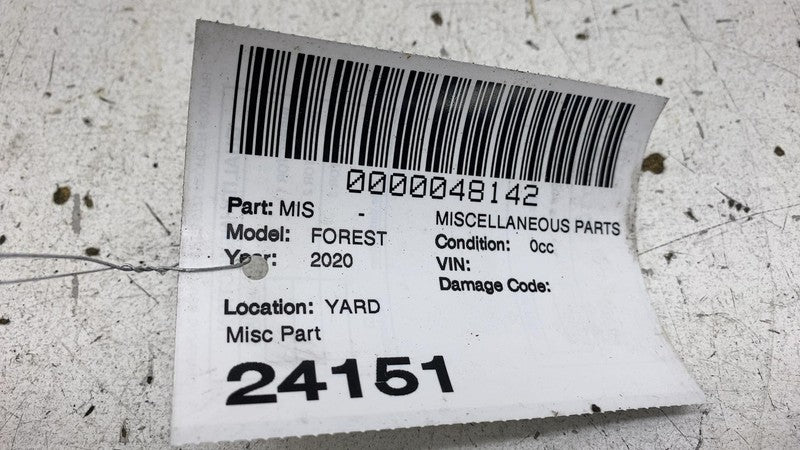 0000048142
Part: MIS - MISCELLANEOUS PARTS
Model: FOREST Condition: 0cc
Year: 2020 VIN:
Damage Code:
Location: YARD
Misc Part
24151